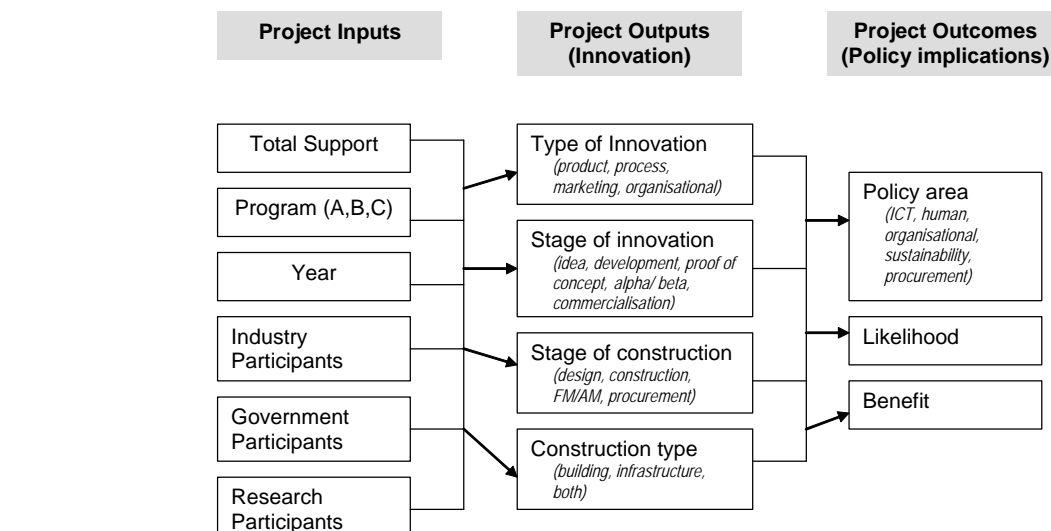 Project Inputs
Project Outputs
(Innovation)
Project Outcomes
(Policy implications)
Total Support
Program (A,B,C)
Year
Industry
Participants
Government
Participants
Research
Participants
Type of Innovation
(product, process,
marketing, organisational)
Stage of innovation
(idea, development, proof of
concept, alpha/ beta,
commercialisation)
Stage of construction
(design, construction,
FM/AM, procurement)
Construction type
(building, infrastructure,
both)
Policy area
(ICT, human,
organisational,
sustainability,
procurement)
Likelihood
Benefit